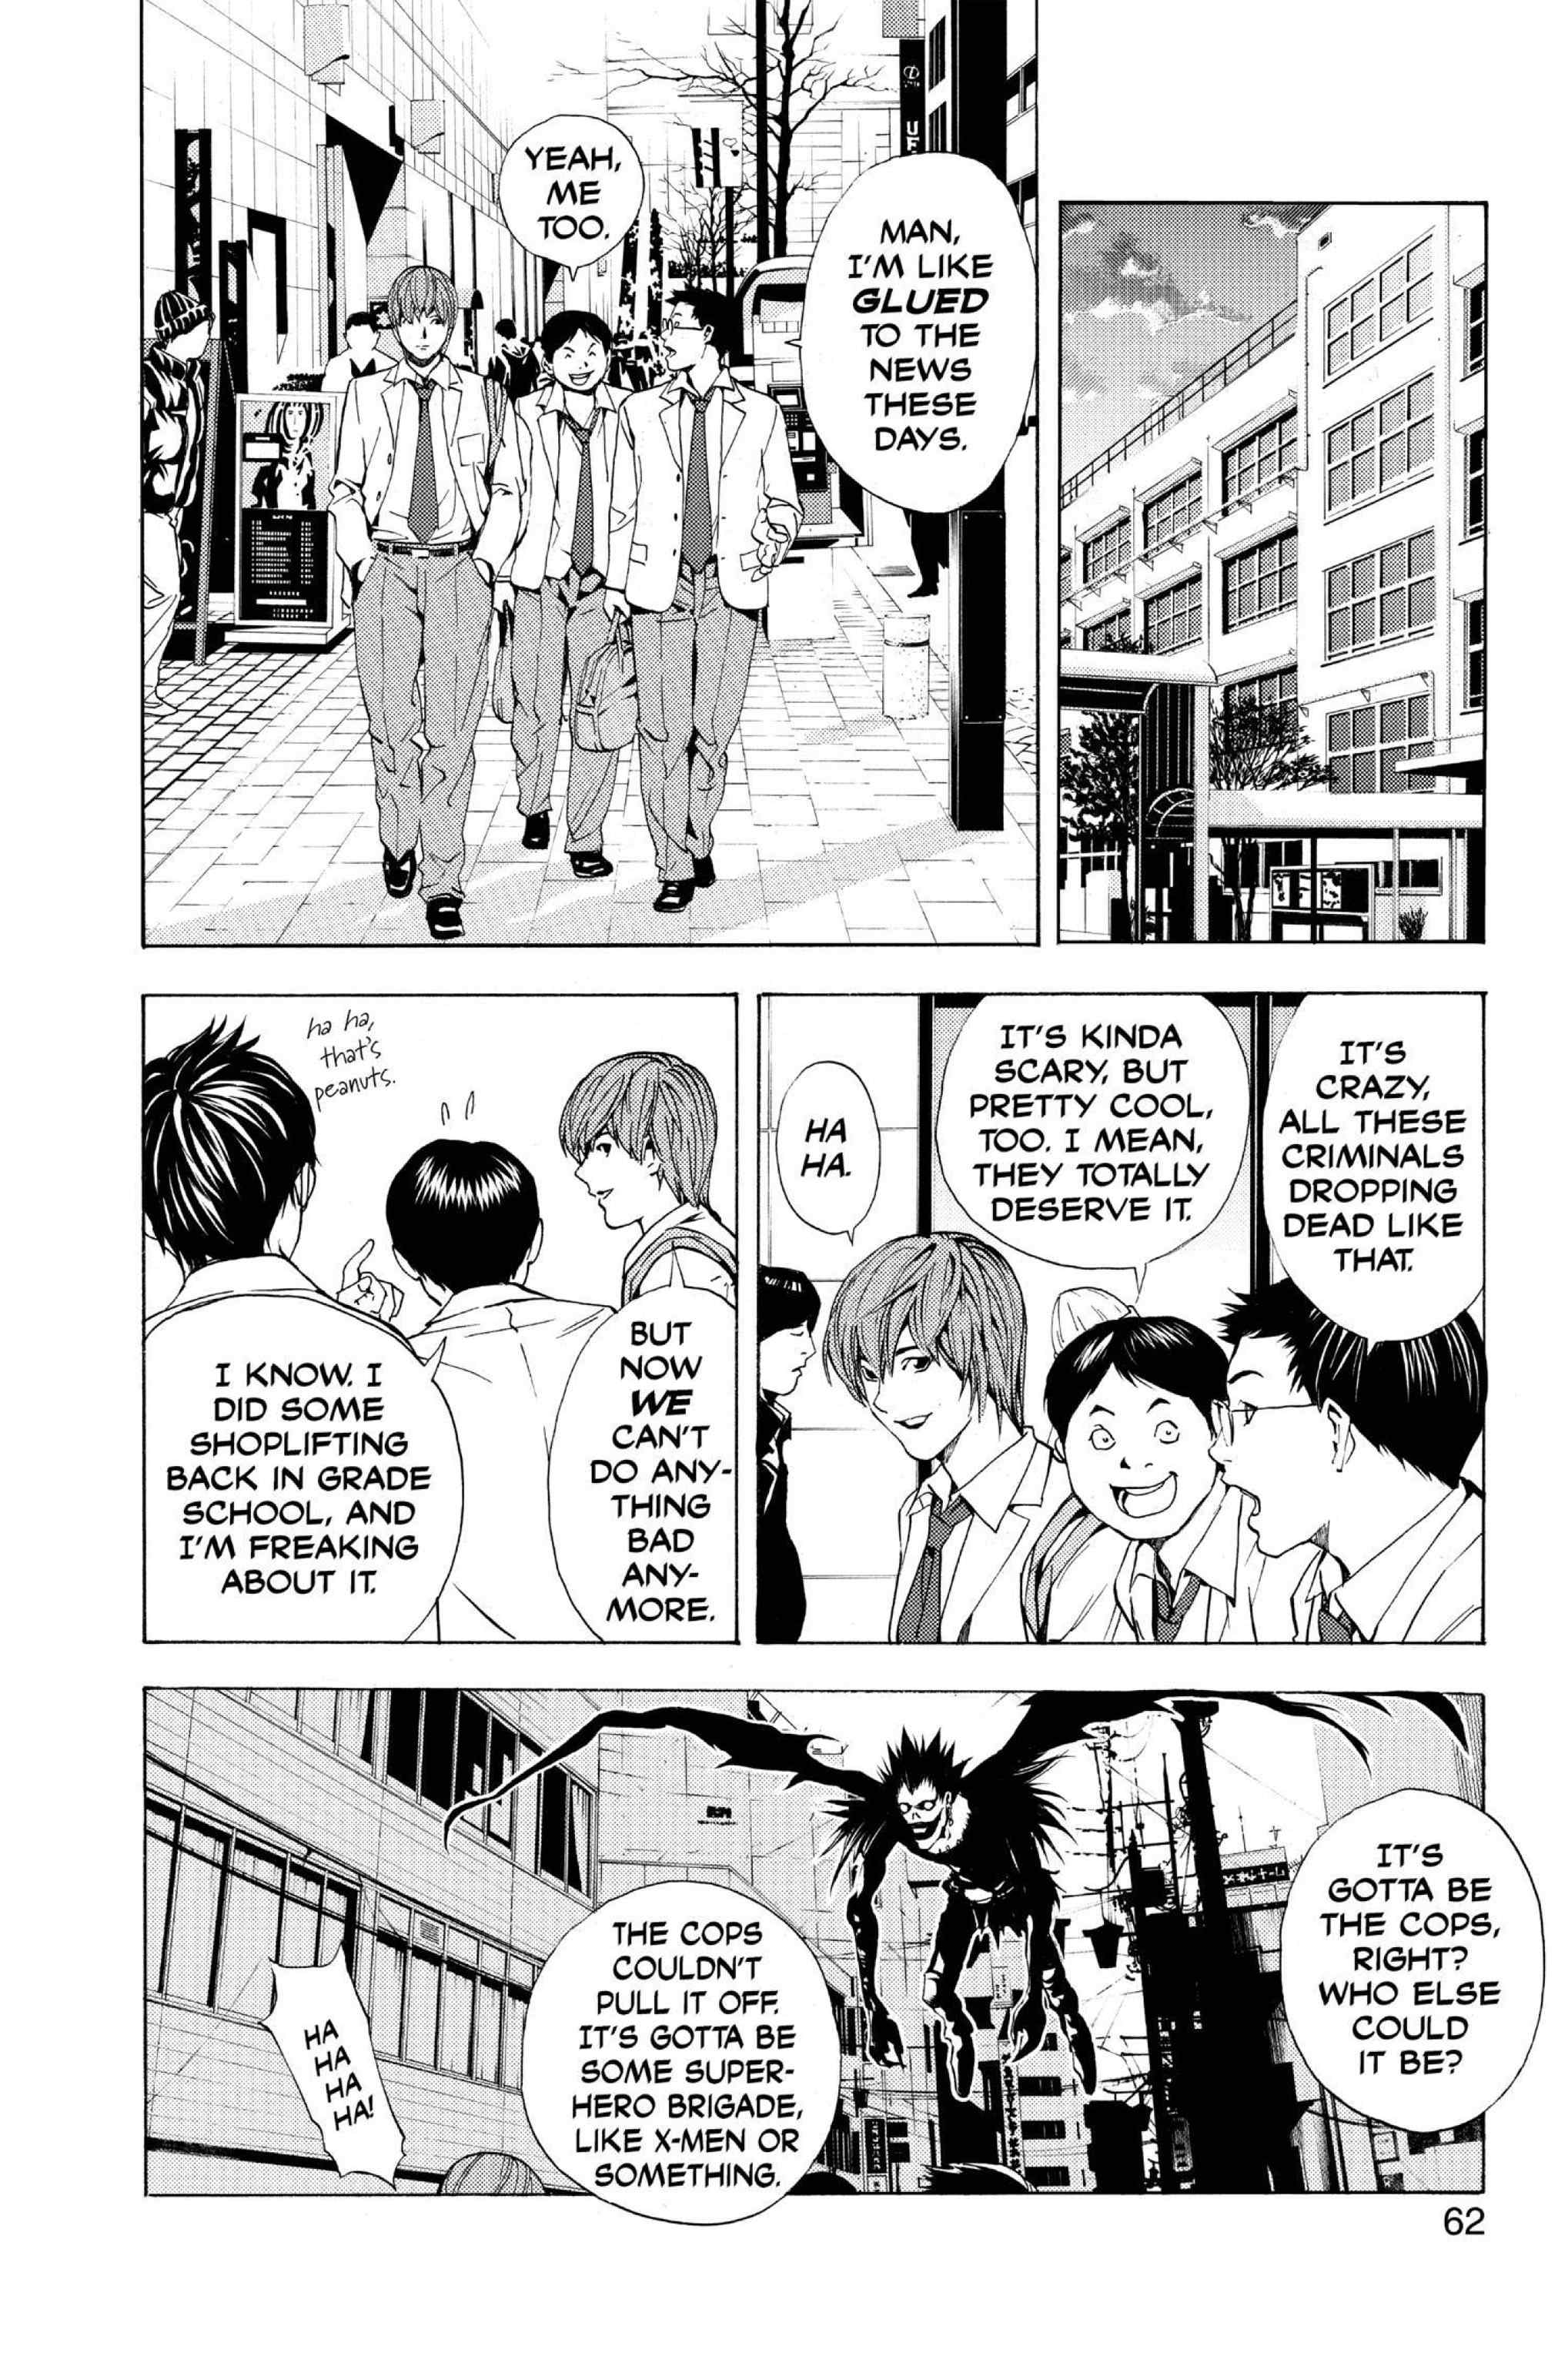 MAN,
I'M LIKE
GLUED
TO THE
NEWS
THESE
DAYS.
YEAH,
ME
TOO.
IT'S
CRAZY,
ALL THESE
CRIMINALS
DROPPING
DEAD LIKE
THAT.
IT'S KINDA
SCARY, BUT
PRETTY COOL,
TOO. I MEAN,
THEY TOTALLY
DESERVE IT.
HA
HA.
BUT
NOW
WE
CAN'T
DO ANY-
THING
BAD
ANY-
MORE.
I KNOW. I
DID SOME
SHOPLIFTING
BACK IN GRADE
SCHOOL, AND
I'M FREAKING
ABOUT IT.
ha ha,
that's
peanuts.
IT'S
GOTTA BE
THE COPS,
RIGHT?
WHO ELSE
COULD
IT BE?
THE COPS
COULDN'T
PULL IT OFF.
IT'S GOTTA BE
SOME SUPER-
HERO BRIGADE,
LIKE X-MEN OR
SOMETHING.
HA
HA
HA
HA!
62